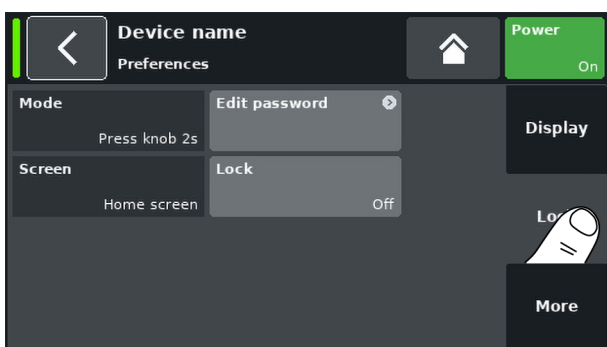 Device name
Preferences
Power
On
Mode
Press knob 2s
Edit password
Screen
Home screen
Lock
Off
Display
More